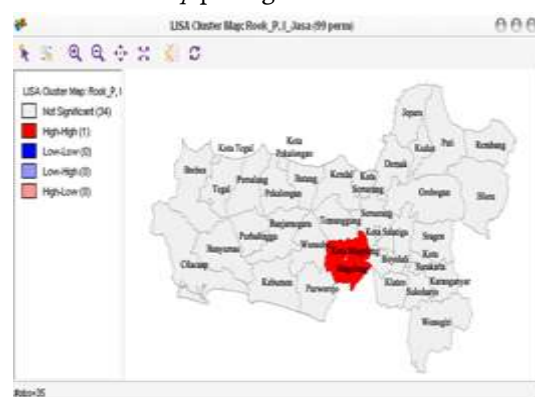 LISA Cluster Map: Rook_P, I_Jasa (99 perm)
LISA Cluster Map: Rook_P, I
Not Significant (34)
High-High (1)
Low-Low (0)
Low-High (0)
High-Low (0)
Jepara
Kota Tegal
Kota
Pekalongan
Kudus
Pati
Rembang
Brebes
Tegal
Pemalang
Pekalongan
Batang
Kendal
Kota
Semarang
Demak
Grobogan
Blora
Cilacap
Banyumas
Purbalingga
Banjarnegara
Temanggung
Semarang
Kota Salatiga
Sragen
Kebumen
Purworejo
Boyolali
Kota
Surakarta
Klaten
Karanganyar
Sukoharjo
Wonogiri
#obs=35